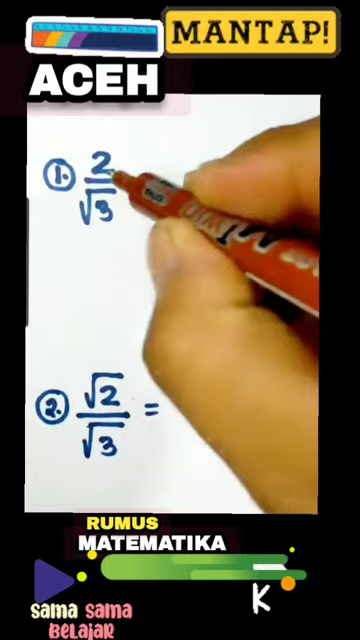 MANTAP!
ACEH
1. 2/√3
2. √2/√3 =
RUMUS
MATEMATIKA
K
sama sama
BElaJAR